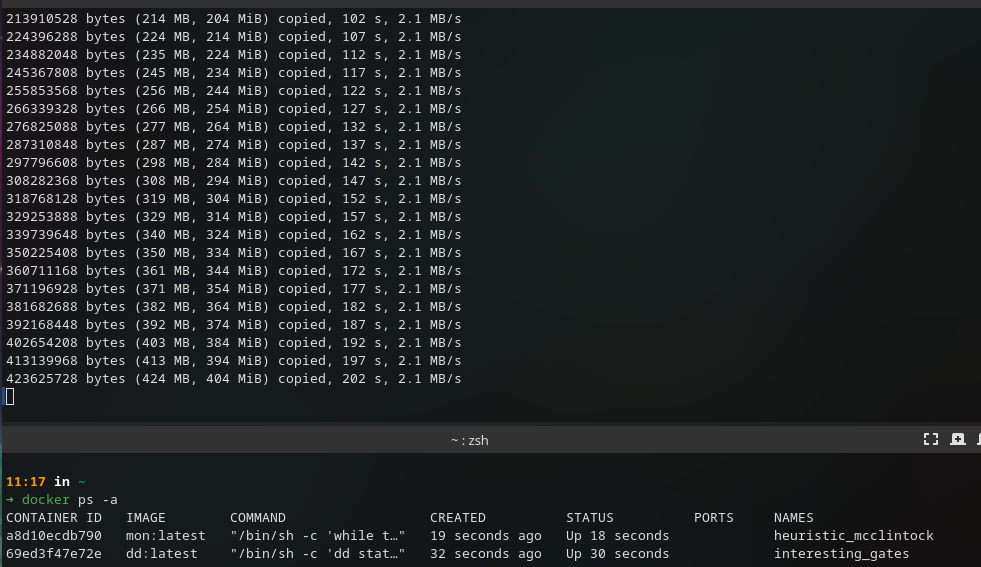 213910528 bytes (214 MB, 204 MiB) copied, 102 s, 2.1 MB/s
224396288 bytes (224 MB, 214 MiB) copied, 107 s, 2.1 MB/s
234882048 bytes (235 MB, 224 MiB) copied, 112 s, 2.1 MB/s
245367808 bytes (245 MB, 234 MiB) copied, 117 s, 2.1 MB/s
255853568 bytes (256 MB, 244 MiB) copied, 122 s, 2.1 MB/s
266339328 bytes (266 MB, 254 MiB) copied, 127 s, 2.1 MB/s
276825088 bytes (277 MB, 264 MiB) copied, 132 s, 2.1 MB/s
287310848 bytes (287 MB, 274 MiB) copied, 137 s, 2.1 MB/s
297796608 bytes (298 MB, 284 MiB) copied, 142 s, 2.1 MB/s
308282368 bytes (308 MB, 294 MiB) copied, 147 s, 2.1 MB/s
318768128 bytes (319 MB, 304 MiB) copied, 152 s, 2.1 MB/s
329253888 bytes (329 MB, 314 MiB) copied, 157 s, 2.1 MB/s
339739648 bytes (340 MB, 324 MiB) copied, 162 s, 2.1 MB/s
350225408 bytes (350 MB, 334 MiB) copied, 167 s, 2.1 MB/s
360711168 bytes (361 MB, 344 MiB) copied, 172 s, 2.1 MB/s
371196928 bytes (371 MB, 354 MiB) copied, 177 s, 2.1 MB/s
381682688 bytes (382 MB, 364 MiB) copied, 182 s, 2.1 MB/s
392168448 bytes (392 MB, 374 MiB) copied, 187 s, 2.1 MB/s
402654208 bytes (403 MB, 384 MiB) copied, 192 s, 2.1 MB/s
413139968 bytes (413 MB, 394 MiB) copied, 197 s, 2.1 MB/s
423625728 bytes (424 MB, 404 MiB) copied, 202 s, 2.1 MB/s
~ : zsh
11:17 in ~
→ docker ps -a
CONTAINER ID   IMAGE        COMMAND                  CREATED          STATUS          PORTS     NAMES
a8d10ecdb790   mon:latest   "/bin/sh -c 'while t…"   19 seconds ago   Up 18 seconds             heuristic_mcclintock
69ed3f47e72e   dd:latest    "/bin/sh -c 'dd stat…"   32 seconds ago   Up 30 seconds             interesting_gates